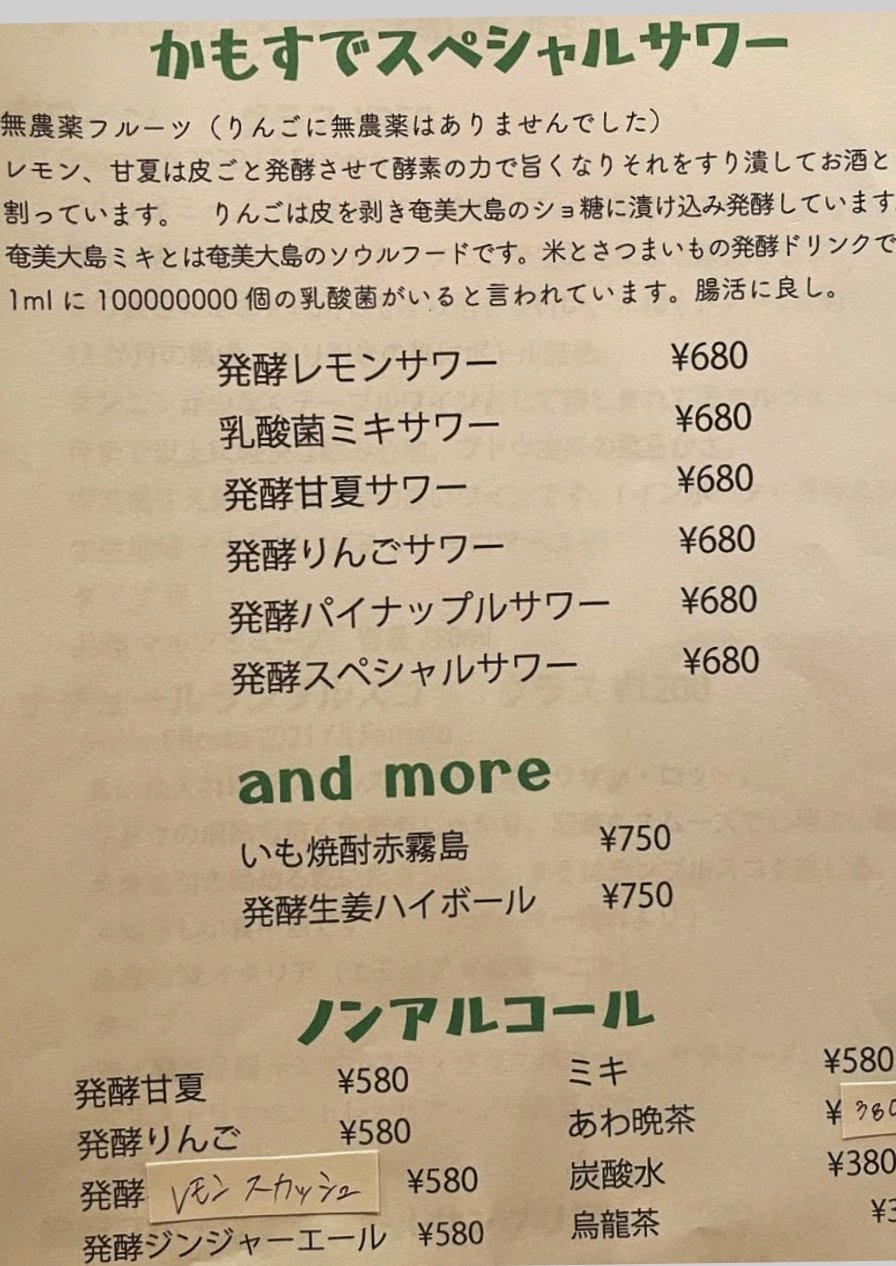 かもすでスペシャルサワー
無農薬フルーツ（りんごに無農薬はありませんでした）
レモン、甘夏は皮ごと発酵させて酵素の力で旨くなりそれをすり潰してお酒と
割っています。　りんごは皮を剥き奄美大島のショ糖に漬け込み発酵しています
奄美大島ミキとは奄美大島のソウルフードです。米とさつまいもの発酵ドリンクで
1ml に 100000000 個の乳酸菌がいると言われています。腸活に良し。
発酵レモンサワー ¥680
乳酸菌ミキサワー ¥680
発酵甘夏サワー ¥680
発酵りんごサワー ¥680
発酵パイナップルサワー ¥680
発酵スペシャルサワー ¥680
and more
いも焼酎赤霧島 ¥750
発酵生姜ハイボール ¥750
ノンアルコール
発酵甘夏 ¥580 ミキ ¥580
発酵りんご ¥580 あわ晩茶 ¥380
発酵レモンスカッシュ ¥580 炭酸水 ¥380
発酵ジンジャーエール ¥580 烏龍茶 ¥3